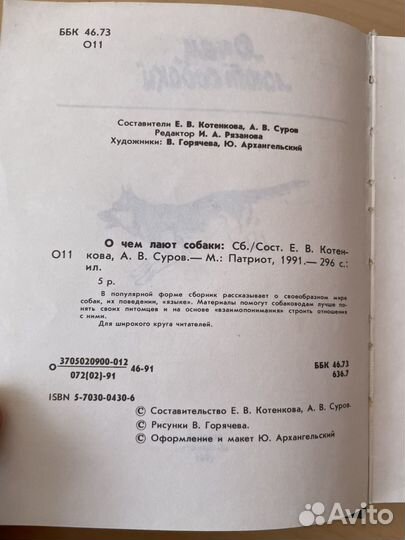 ББК 46.73
О11
Составители Е. В. Котенкова, А. В. Суров
Редактор И. А. Рязанова
Художники: В. Горячева, Ю. Архангельский
О чем лают собаки: Сб./Сост. Е. В. Котен-
О11 кова, А. В. Суров.— М.: Патриот, 1991.— 296 с.:
ил.
5 р.
В популярной форме сборник рассказывает о своеобразном мире
собак, их поведении, «языке». Материалы помогут собаководам лучше по-
нять своих питомцев и на основе «взаимопонимания» строить отношения
с ними.
Для широкого круга читателей.
О 3705020900-012 46-91 ББК 46.73
072(02)-91 636.7
ISBN 5-7030-0430-6
© Составительство Е. В. Котенкова, А. В. Суров.
© Рисунки В. Горячева.
© Оформление и макет Ю. Архангельский
Avito